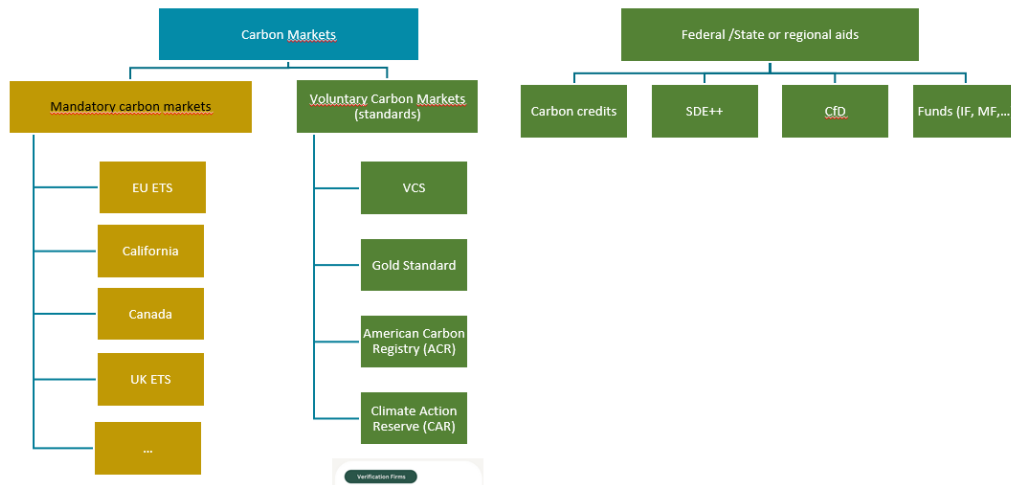 Carbon Markets
Federal /State or regional aids
Mandatory carbon markets
Voluntary Carbon Markets
(standards)
Carbon credits
SDE++
CfD
Funds (IF, MF,...
EU ETS
California
Canada
UK ETS
...
VCS
Gold Standard
American Carbon
Registry (ACR)
Climate Action
Reserve (CAR)
Verification Firms